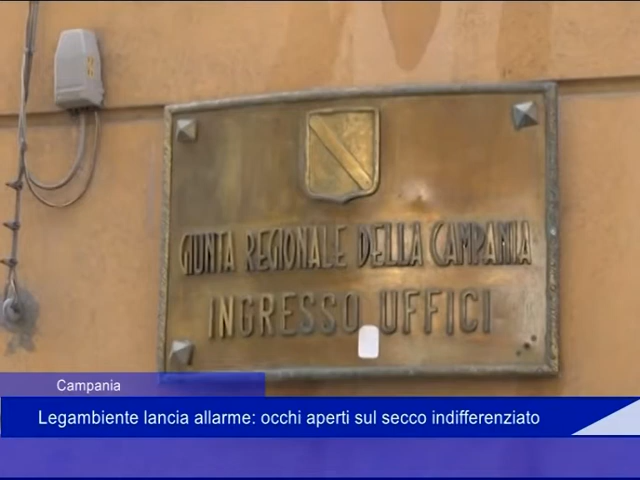 GIUNTA REGIONALE DELLA CAMPANIA
INGRESSO UFFICI
Campania
Legambiente lancia allarme: occhi aperti sul secco indifferenziato